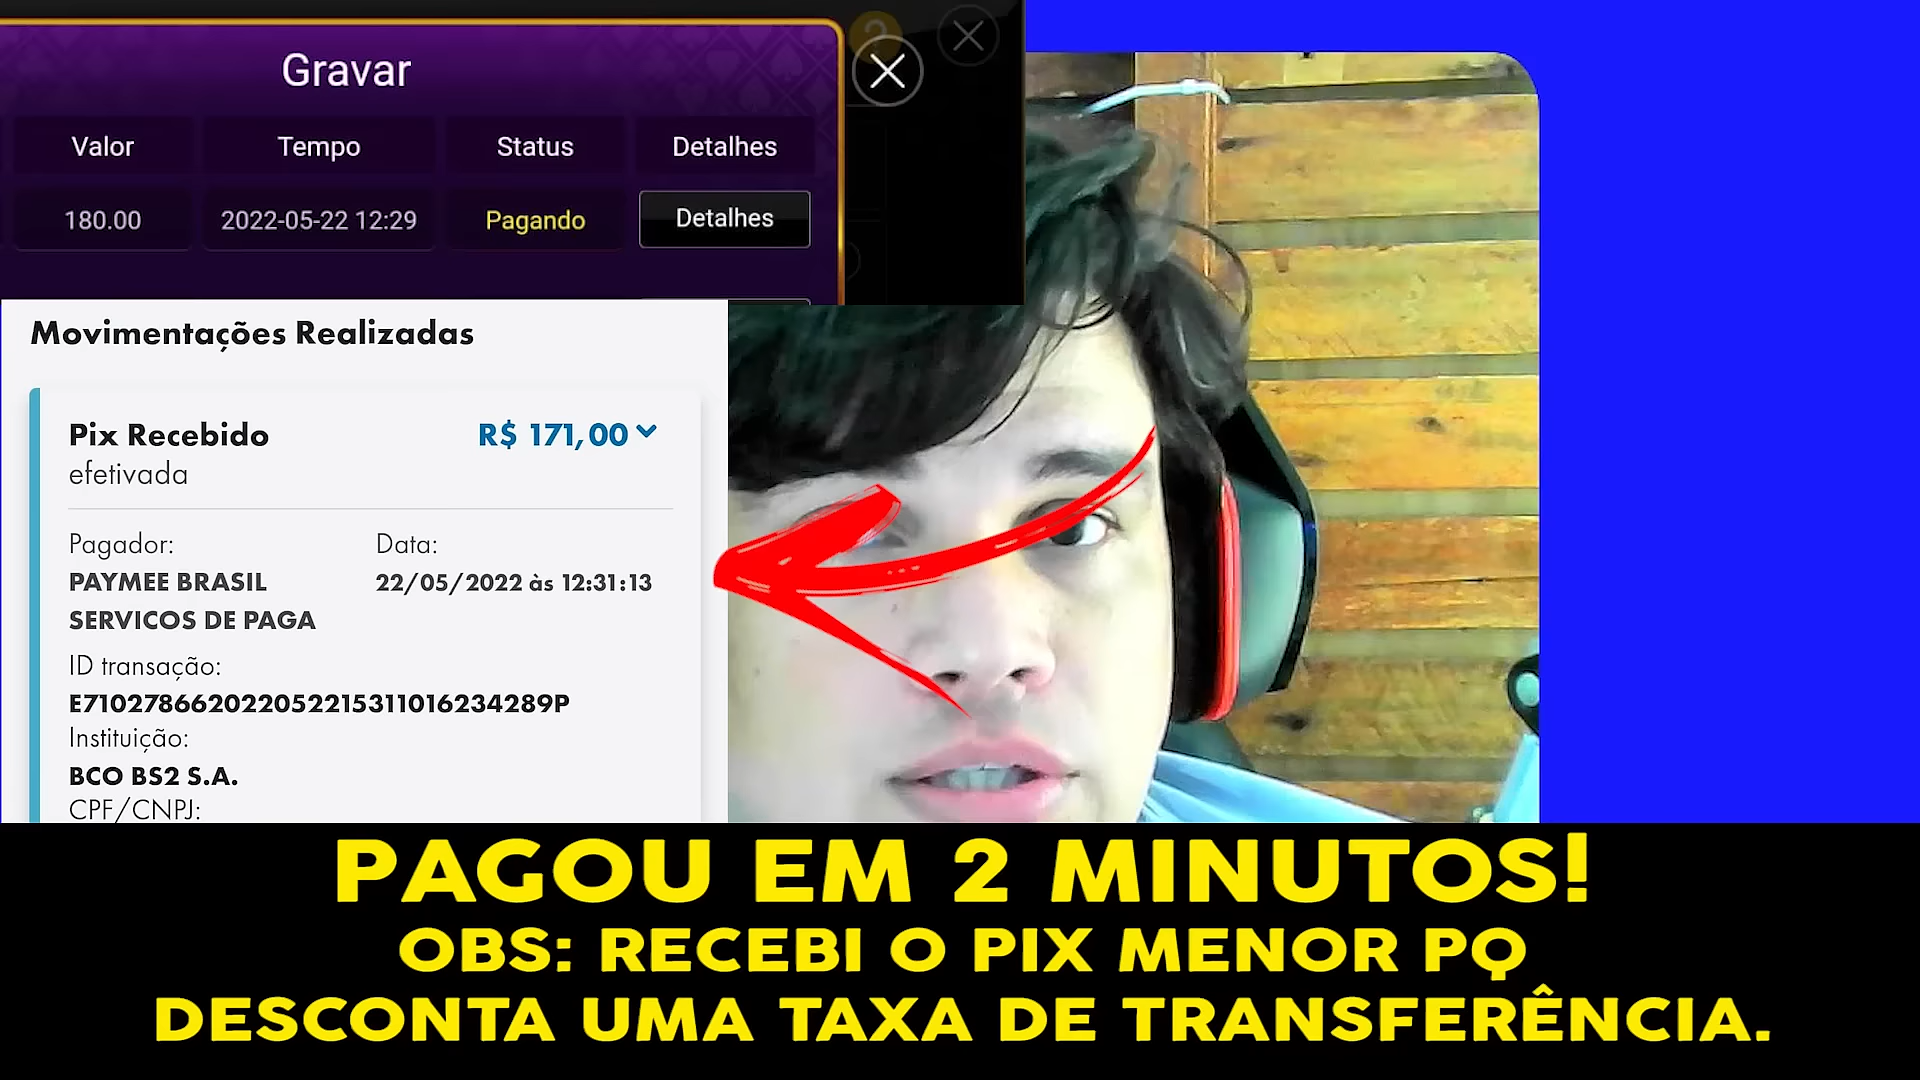 Gravar
Valor Tempo Status Detalhes
180.00 2022-05-22 12:29 Pagando Detalhes
Movimentações Realizadas
Pix Recebido R$ 171,00
efetivada
Pagador: Data:
PAYMEE BRASIL 22/05/2022 às 12:31:13
SERVICOS DE PAGA
ID transação:
E71027866202205221531101623428​9P
Instituição:
BCO BS2 S.A.
CPF/CNPJ:
PAGOU EM 2 MINUTOS!
OBS: RECEBI O PIX MENOR PQ
DESCONTA UMA TAXA DE TRANSFERÊNCIA.